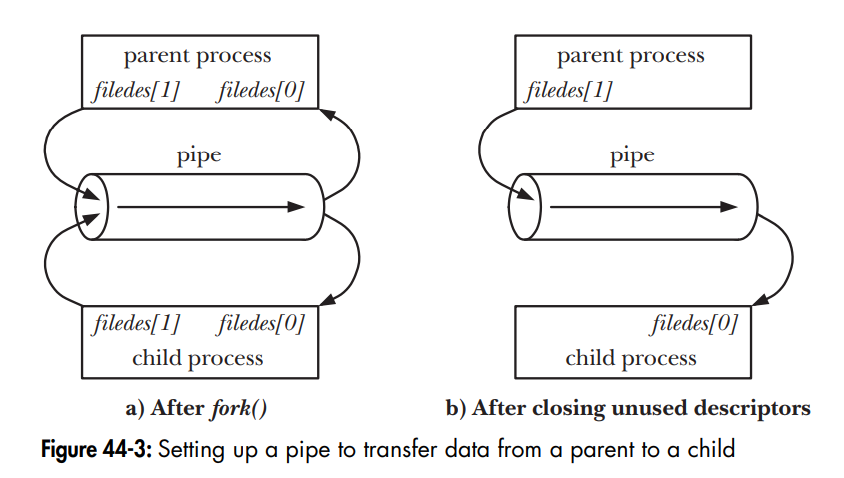 parent process
filedes[1] filedes[0]
pipe
filedes[1] filedes[0]
child process
a) After fork()
parent process
filedes[1]
pipe
filedes[0]
child process
b) After closing unused descriptors
Figure 44-3: Setting up a pipe to transfer data from a parent to a child